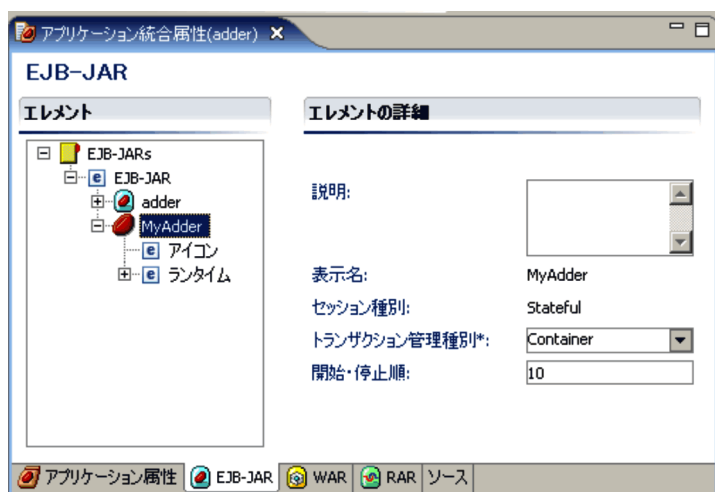 アプリケーション統合属性(adder)
EJB-JAR
エレメント
エレメントの詳細
EJB-JARs
EJB-JAR
adder
MyAdder
アイコン
ランタイム
説明:
表示名: MyAdder
セッション種別: Stateful
トランザクション管理種別*: Container
開始・停止順: 10
アプリケーション属性 EJB-JAR WAR RAR ソース